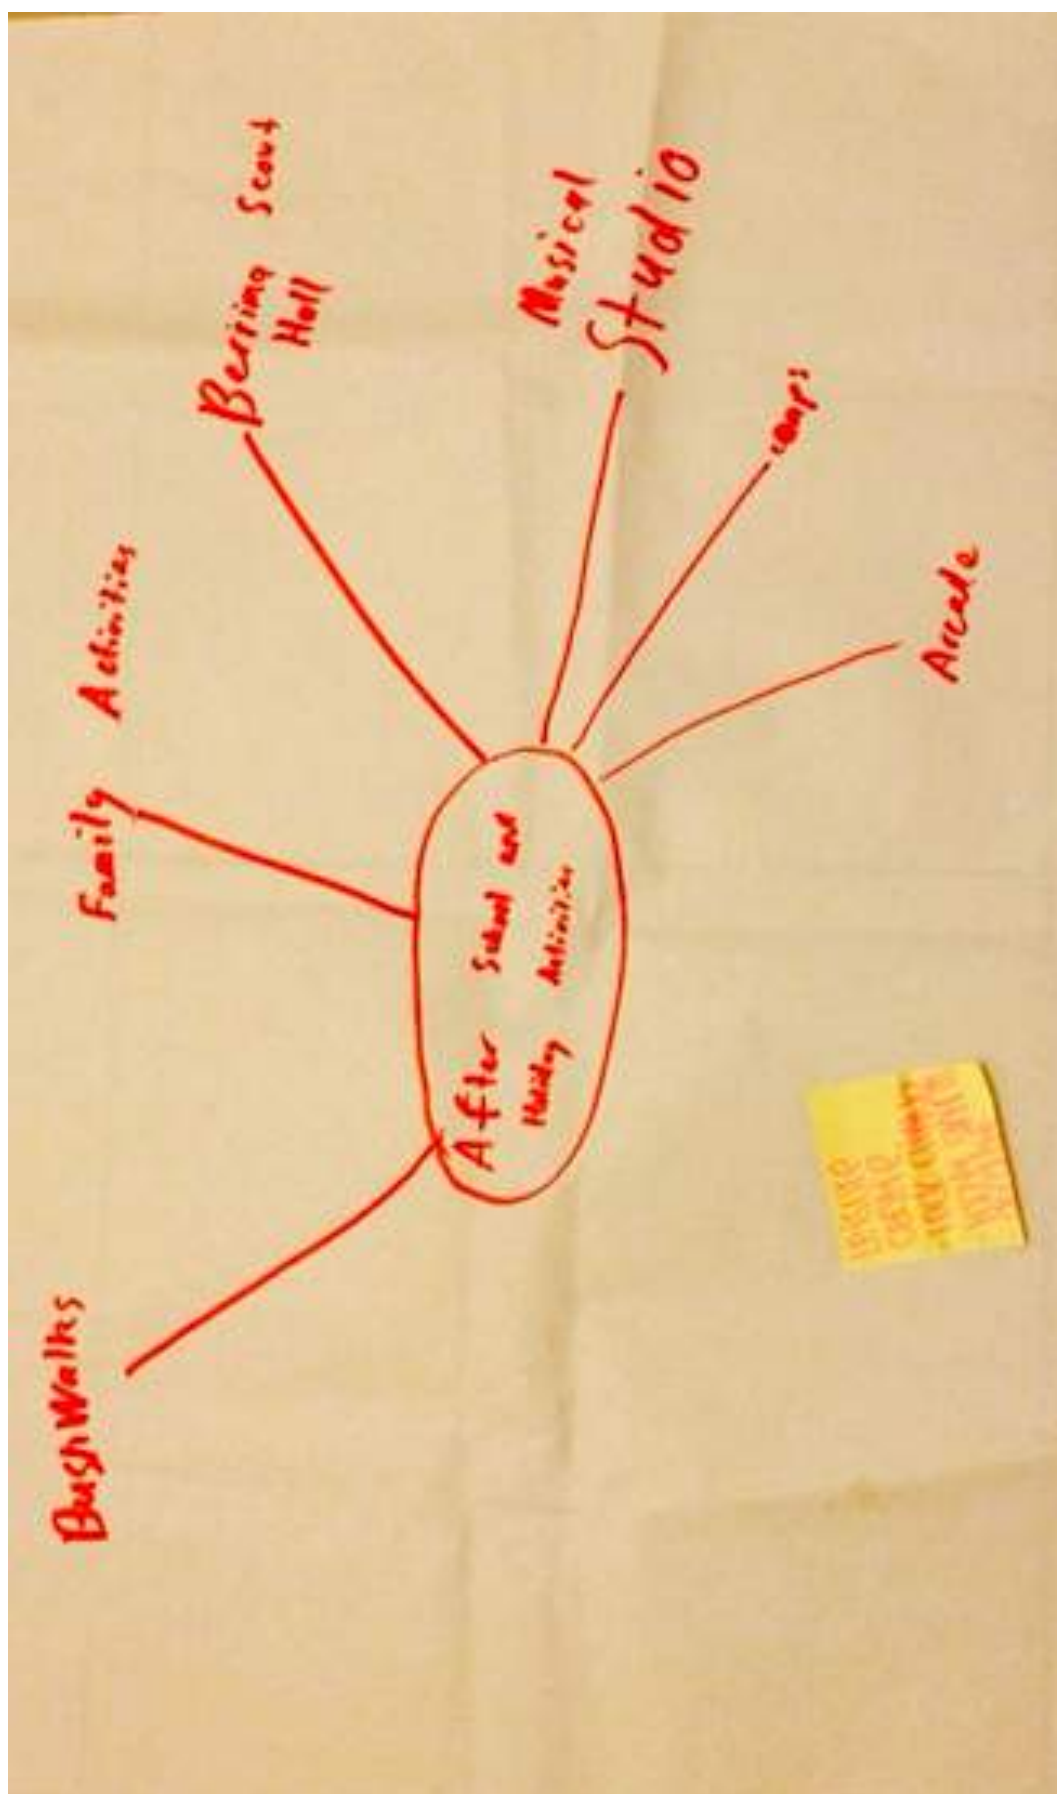 BushWalks
Family Activities
Berrima Scout
Hall
Musical
Studio
camps
Arcade
After School and
Holiday Activities